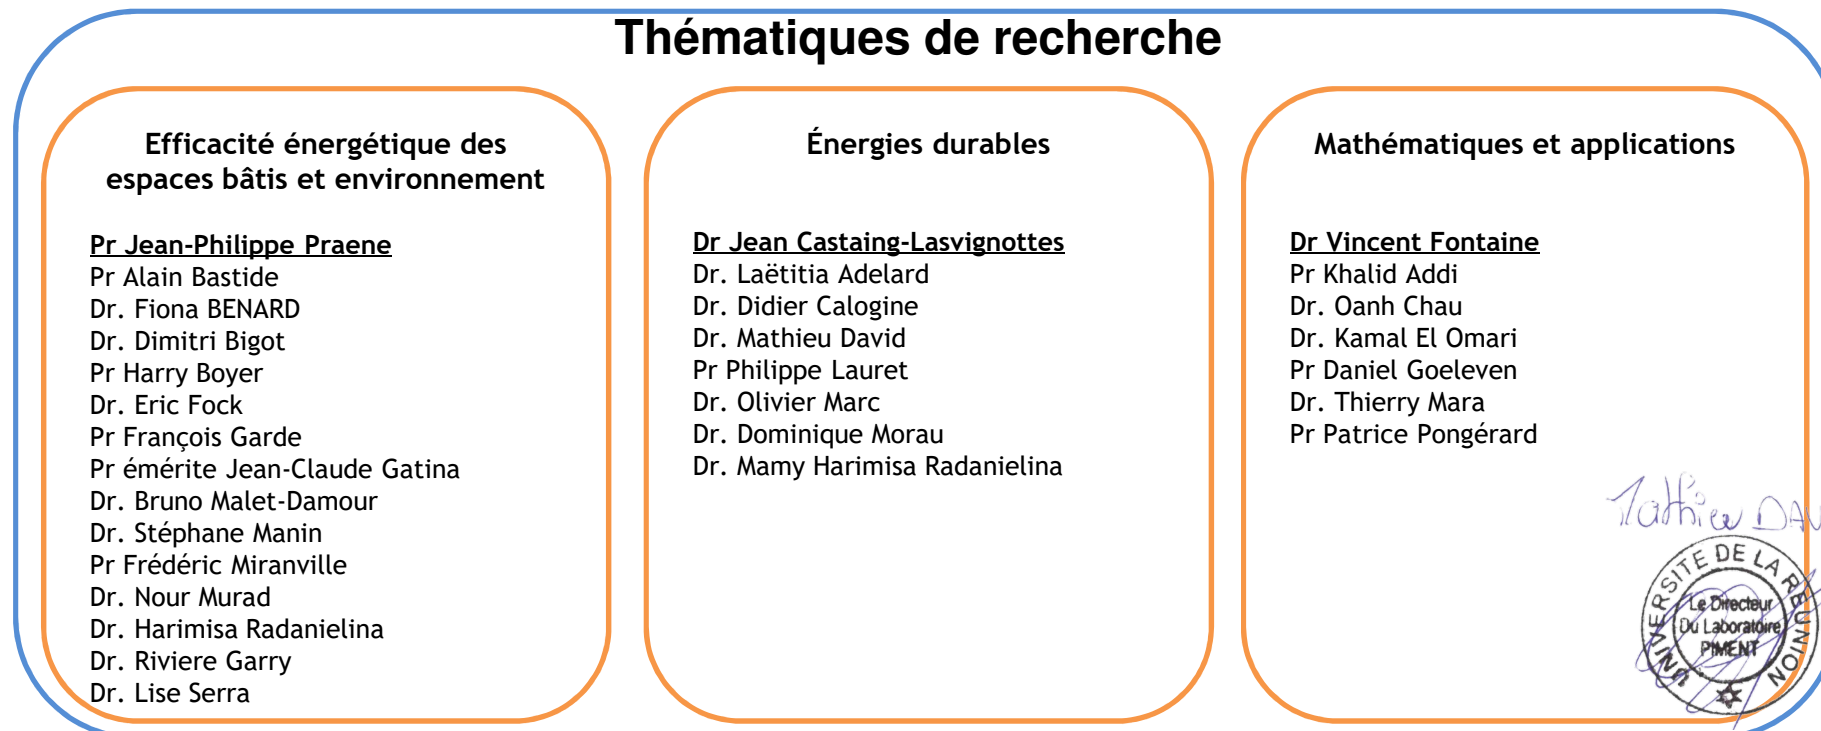 Thématiques de recherche
Efficacité énergétique des
espaces bâtis et environnement
Pr Jean-Philippe Praene
Pr Alain Bastide
Dr. Fiona BENARD
Dr. Dimitri Bigot
Pr Harry Boyer
Dr. Eric Fock
Pr François Garde
Pr émérite Jean-Claude Gatina
Dr. Bruno Malet-Damour
Dr. Stéphane Manin
Pr Frédéric Miranville
Dr. Nour Murad
Dr. Harimisa Radanielina
Dr. Riviere Garry
Dr. Lise Serra
Énergies durables
Dr Jean Castaing-Lasvignottes
Dr. Laëtitia Adelard
Dr. Didier Calogine
Dr. Mathieu David
Pr Philippe Lauret
Dr. Olivier Marc
Dr. Dominique Morau
Dr. Mamy Harimisa Radanielina
Mathématiques et applications
Dr Vincent Fontaine
Pr Khalid Addi
Dr. Oanh Chau
Dr. Kamal El Omari
Pr Daniel Goeleven
Dr. Thierry Mara
Pr Patrice Pongérard
Mathieu DAV
UNIVERSITE DE LA REUNION
Le Directeur
Du Laboratoire
PIMENT